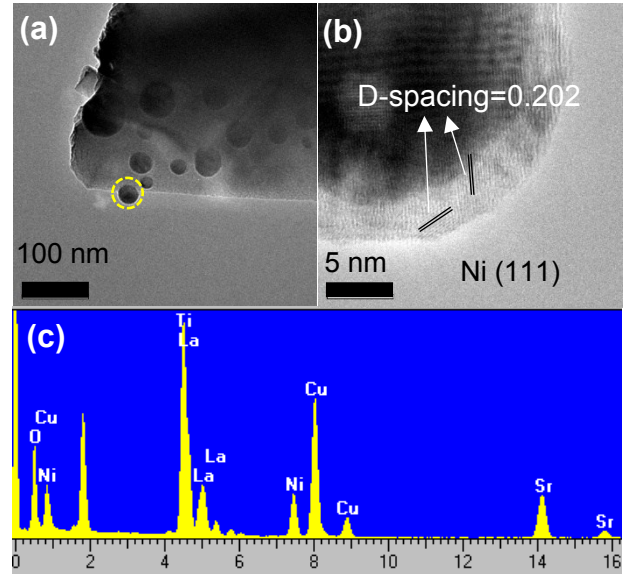 (a)
100 nm
(b)
D-spacing=0.202
5 nm
Ni (111)
(c)
Ti
La
Cu
O
Ni
La
La
Ni
Cu
Cu
Sr
Sr
0 2 4 6 8 10 12 14 16